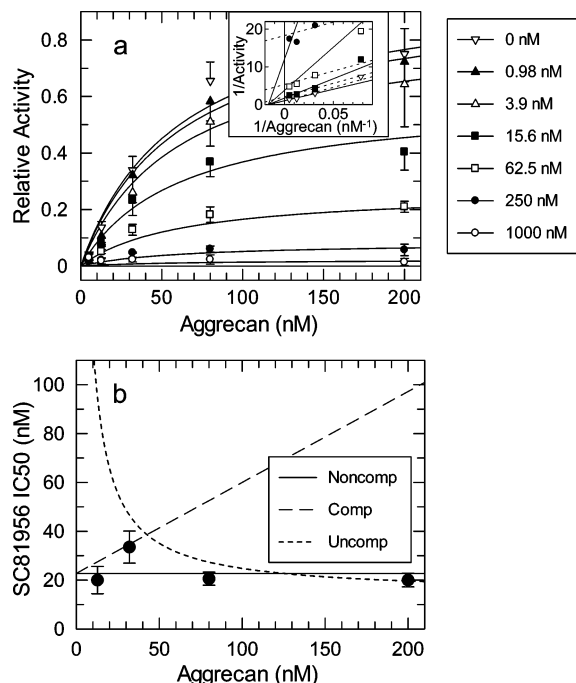 a
Relative Activity
0.8
0.6
0.4
0.2
0
0 50 100 150 200
Aggrecan (nM)
1/Activity
20
10
0
0 0.05
1/Aggrecan (nM-1)
0 nM
0.98 nM
3.9 nM
15.6 nM
62.5 nM
250 nM
1000 nM
b
SC81956 IC50 (nM)
100
80
60
40
20
0
0 50 100 150 200
Aggrecan (nM)
Noncomp
Comp
Uncomp